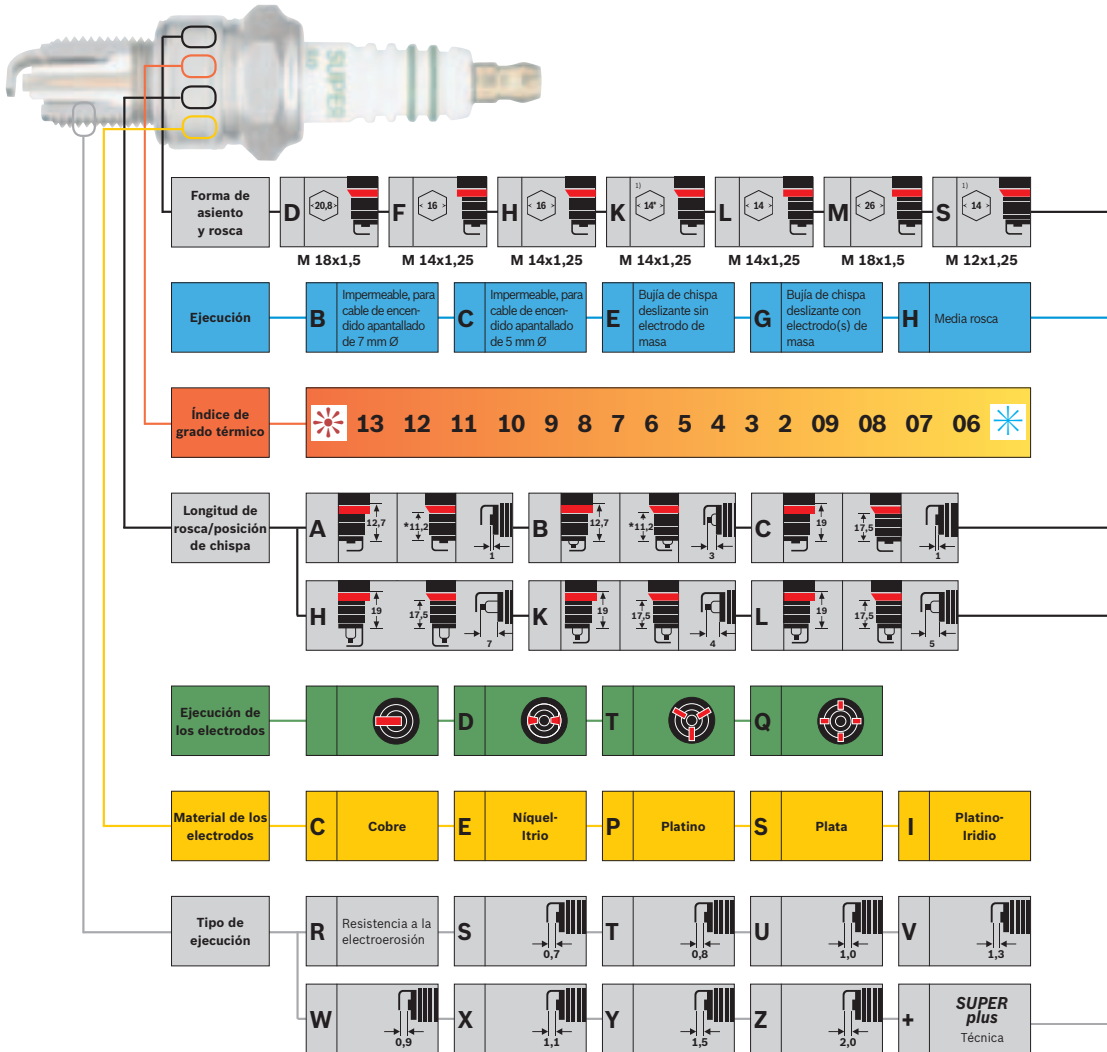 SUPER
Forma de
asiento
y rosca
D <20,8>
F < 16 >
H < 16 >
K 1) < 14* >
L < 14 >
M < 26 >
S 1) < 14 >
M 18x1,5
M 14x1,25
M 14x1,25
M 14x1,25
M 14x1,25
M 18x1,5
M 12x1,25
Ejecución
B
Impermeable, para
cable de encen-
dido apantallado
de 7 mm Ø
C
Impermeable, para
cable de encen-
dido apantallado
de 5 mm Ø
E
Bujía de chispa
deslizante sin
electrodo de
masa
G
Bujía de chispa
deslizante con
electrodo(s) de
masa
H
Media rosca
Índice de
grado térmico
13 12 11 10 9 8 7 6 5 4 3 2 09 08 07 06
Longitud de
rosca/posición
de chispa
A 12,7 *11,2 1
B 12,7 *11,2 3
C 19 17,5 1
H 19 17,5 7
K 19 17,5 4
L 19 17,5 5
Ejecución de
los electrodos
D
T
Q
Material de los
electrodos
C
Cobre
E
Níquel-
Itrio
P
Platino
S
Plata
I
Platino-
Iridio
Tipo de
ejecución
R
Resistencia a la
electroerosión
S 0,7
T 0,8
U 1,0
V 1,3
W 0,9
X 1,1
Y 1,5
Z 2,0
+
SUPER
plus
Técnica